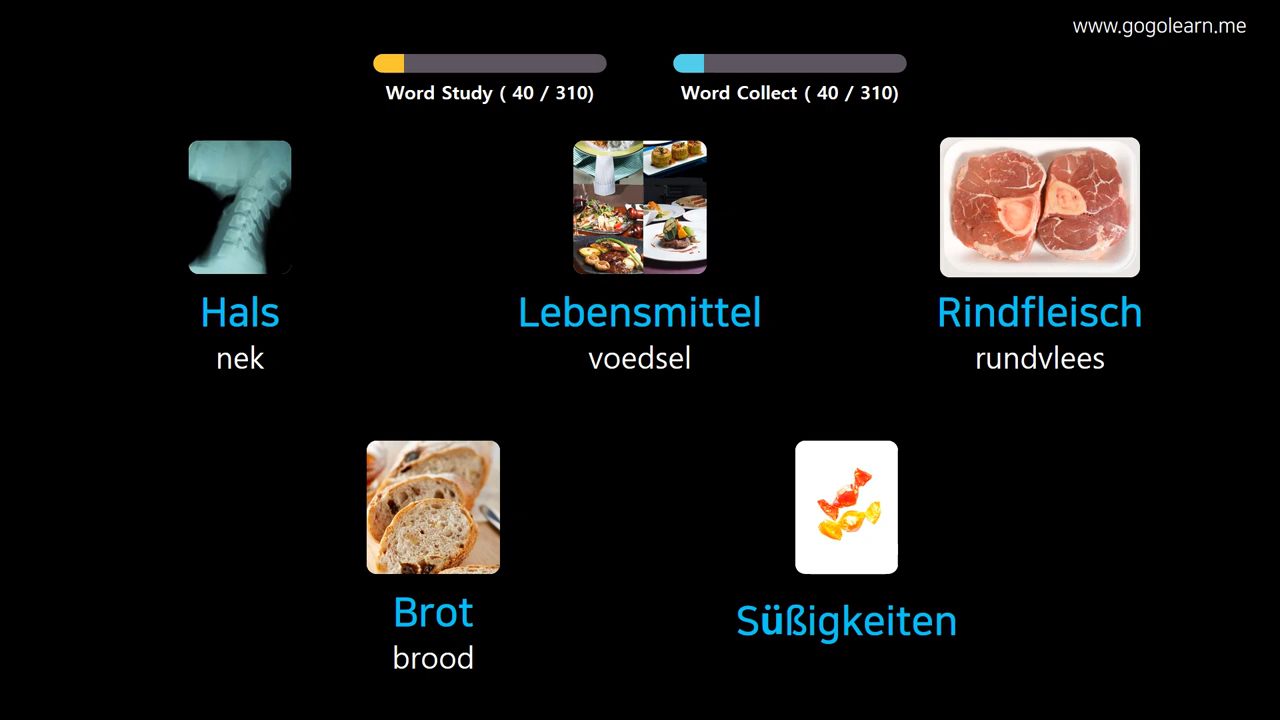 www.gogolearn.me
Word Study ( 40 / 310)
Word Collect ( 40 / 310)
Hals
nek
Lebensmittel
voedsel
Rindfleisch
rundvlees
Brot
brood
Süßigkeiten